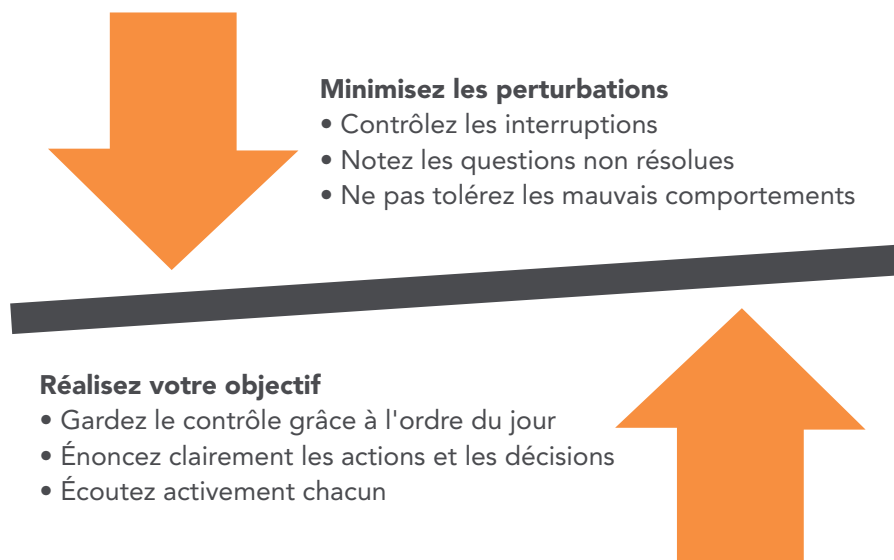 Minimisez les perturbations
• Contrôlez les interruptions
• Notez les questions non résolues
• Ne pas tolérez les mauvais comportements
Réalisez votre objectif
• Gardez le contrôle grâce à l'ordre du jour
• Énoncez clairement les actions et les décisions
• Écoutez activement chacun